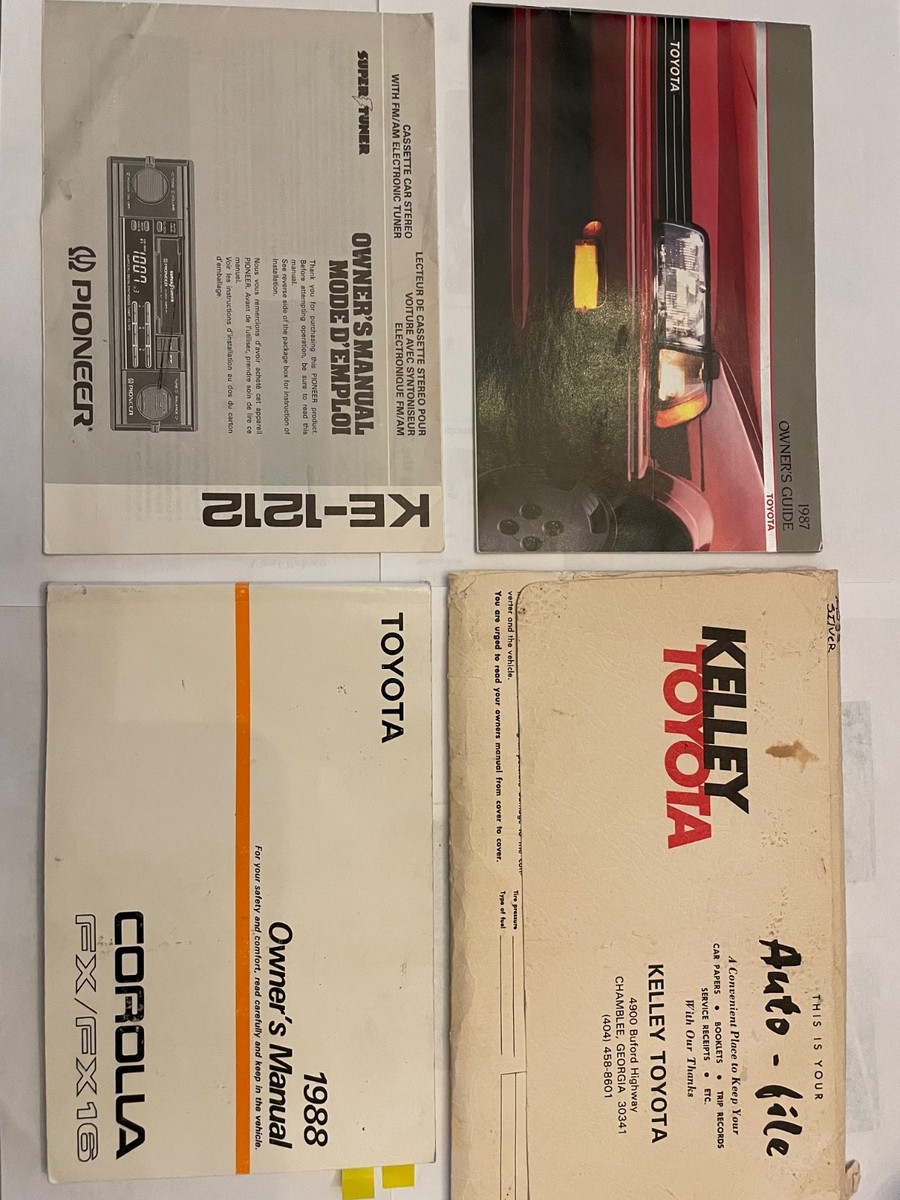 SUPER TUNER
CASSETTE CAR STEREO
WITH FM/AM ELECTRONIC TUNER
LECTEUR DE CASSETTE STEREO POUR
VOITURE AVEC SYNTONISEUR
ELECTRONIQUE FM/AM
OWNER'S MANUAL
MODE D'EMPLOI
Thank you for purchasing this PIONEER product.
Before attempting operation, be sure to read this
manual.
See reverse side of the package box for instruction of
installation.
Nous vous remercions d'avoir acheté cet appareil
PIONEER. Avant de l'utiliser, prendre soin de lire ce
manuel.
Voir les instructions d'installation au dos du carton
d'emballage.
PIONEER
PIONEER
KE-1212
TOYOTA
1987
OWNER'S GUIDE
TOYOTA
TOYOTA
1988
Owner's Manual
For your safety and comfort, read carefully and keep in the vehicle.
COROLLA
FX/FX16
SILVER
THIS IS YOUR
Auto-file
A Convenient Place to Keep Your
CAR PAPERS • BOOKLETS • TRIP RECORDS
SERVICE RECEIPTS • ETC.
With Our Thanks
KELLEY
TOYOTA
KELLEY TOYOTA
4900 Buford Highway
CHAMBLEE, GEORGIA 30341
(404) 458-8601
verter and the vehicle.
You are urged to read your owners manual from cover to cover.
Tire pressure
Type of fuel